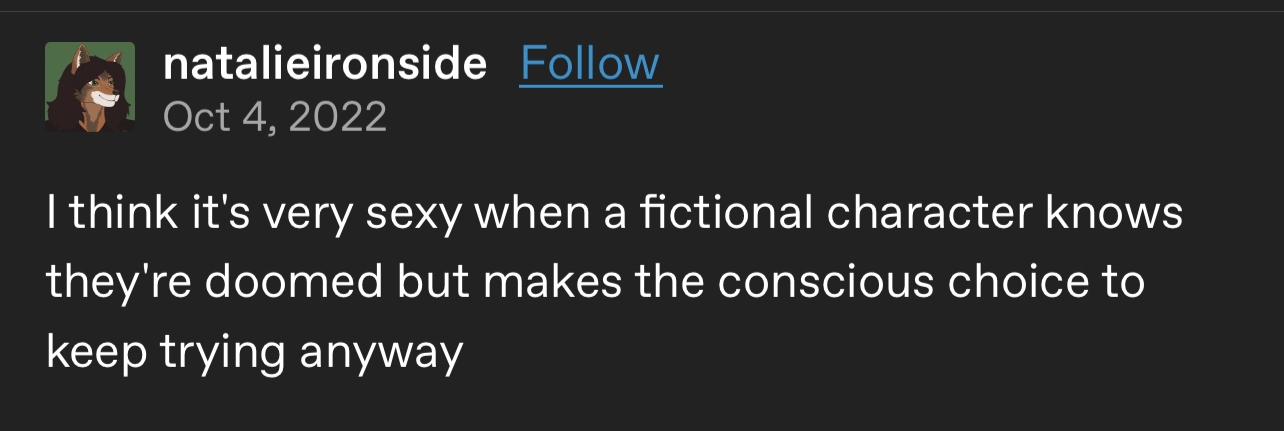 natalieironside Follow
Oct 4, 2022
I think it's very sexy when a fictional character knows
they're doomed but makes the conscious choice to
keep trying anyway